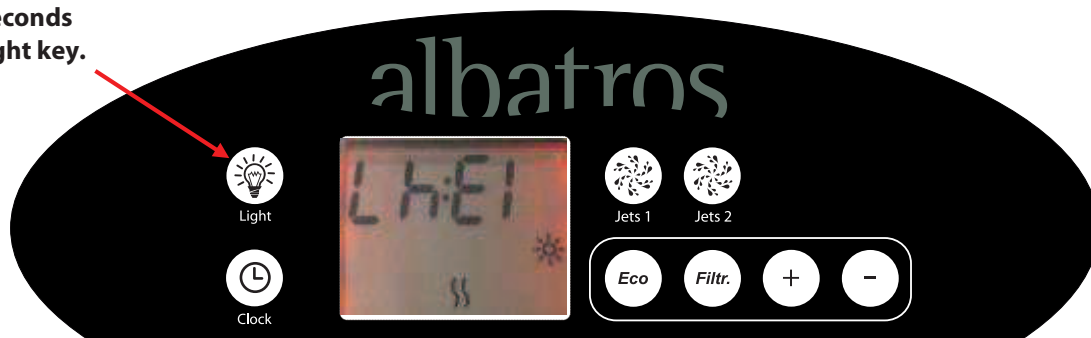 econds
ght key.
albatros
Lh:E1
Light
Jets 1 Jets 2
Eco Filtr. + -
Clock